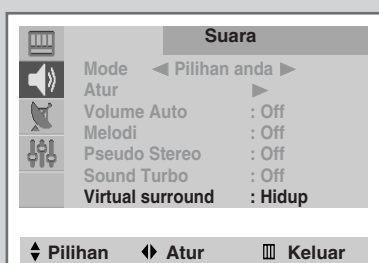 Suara
Mode ◀ Pilihan anda ▶
Atur ▶
Volume Auto : Off
Melodi : Off
Pseudo Stereo : Off
Sound Turbo : Off
Virtual surround : Hidup
Pilihan Atur Keluar